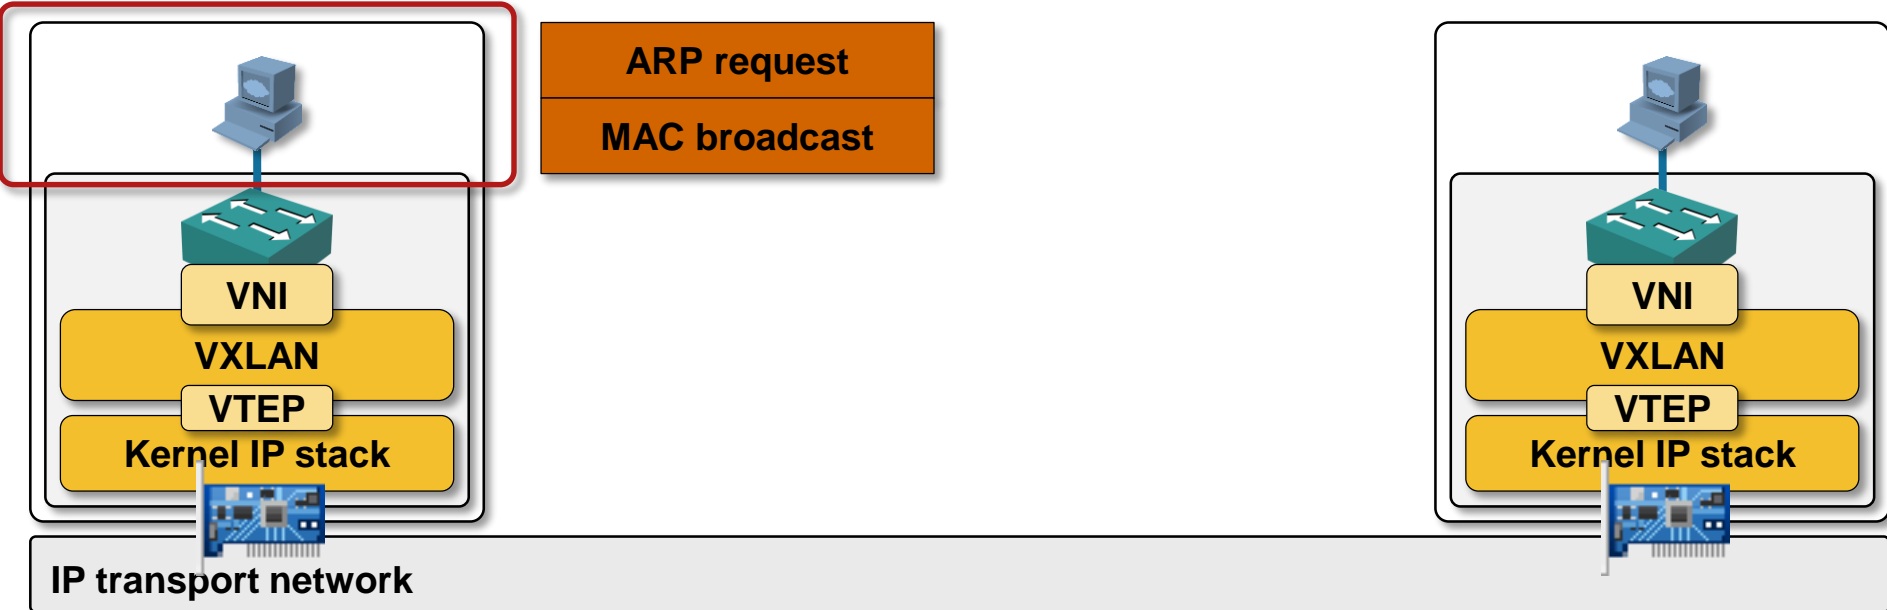 ARP request
MAC broadcast
VNI
VXLAN
VTEP
Kernel IP stack
VNI
VXLAN
VTEP
Kernel IP stack
IP transport network